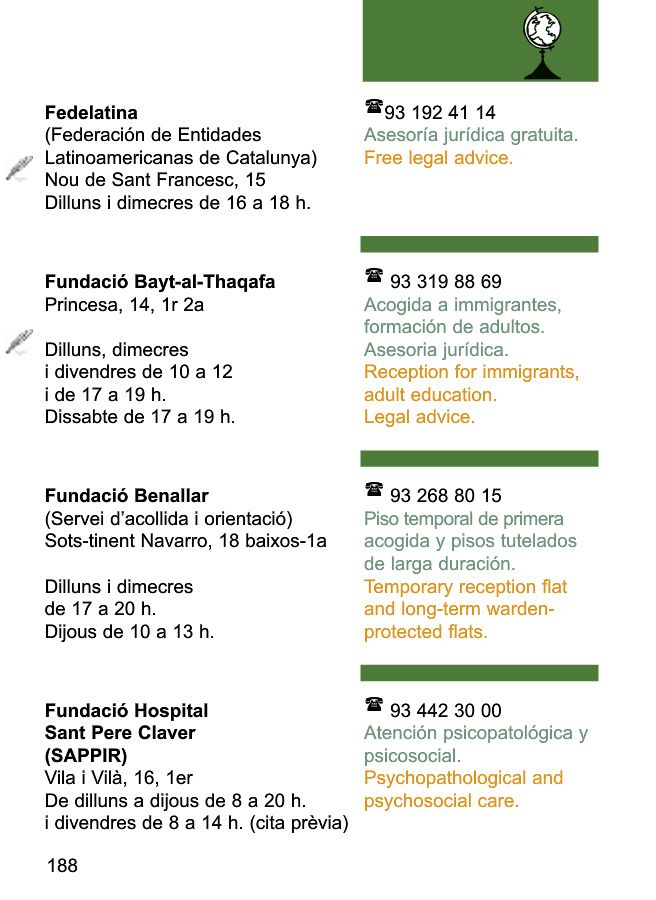 Fedelatina
(Federación de Entidades
Latinoamericanas de Catalunya)
Nou de Sant Francesc, 15
Dilluns i dimecres de 16 a 18 h.
93 192 41 14
Asesoría jurídica gratuita.
Free legal advice.
Fundació Bayt-al-Thaqafa
Princesa, 14, 1r 2a
Dilluns, dimecres
i divendres de 10 a 12
i de 17 a 19 h.
Dissabte de 17 a 19 h.
93 319 88 69
Acogida a immigrantes,
formación de adultos.
Asesoria jurídica.
Reception for immigrants,
adult education.
Legal advice.
Fundació Benallar
(Servei d’acollida i orientació)
Sots-tinent Navarro, 18 baixos-1a
Dilluns i dimecres
de 17 a 20 h.
Dijous de 10 a 13 h.
93 268 80 15
Piso temporal de primera
acogida y pisos tutelados
de larga duración.
Temporary reception flat
and long-term warden-
protected flats.
Fundació Hospital
Sant Pere Claver
(SAPPIR)
Vila i Vilà, 16, 1er
De dilluns a dijous de 8 a 20 h.
i divendres de 8 a 14 h. (cita prèvia)
93 442 30 00
Atención psicopatológica y
psicosocial.
Psychopathological and
psychosocial care.
188